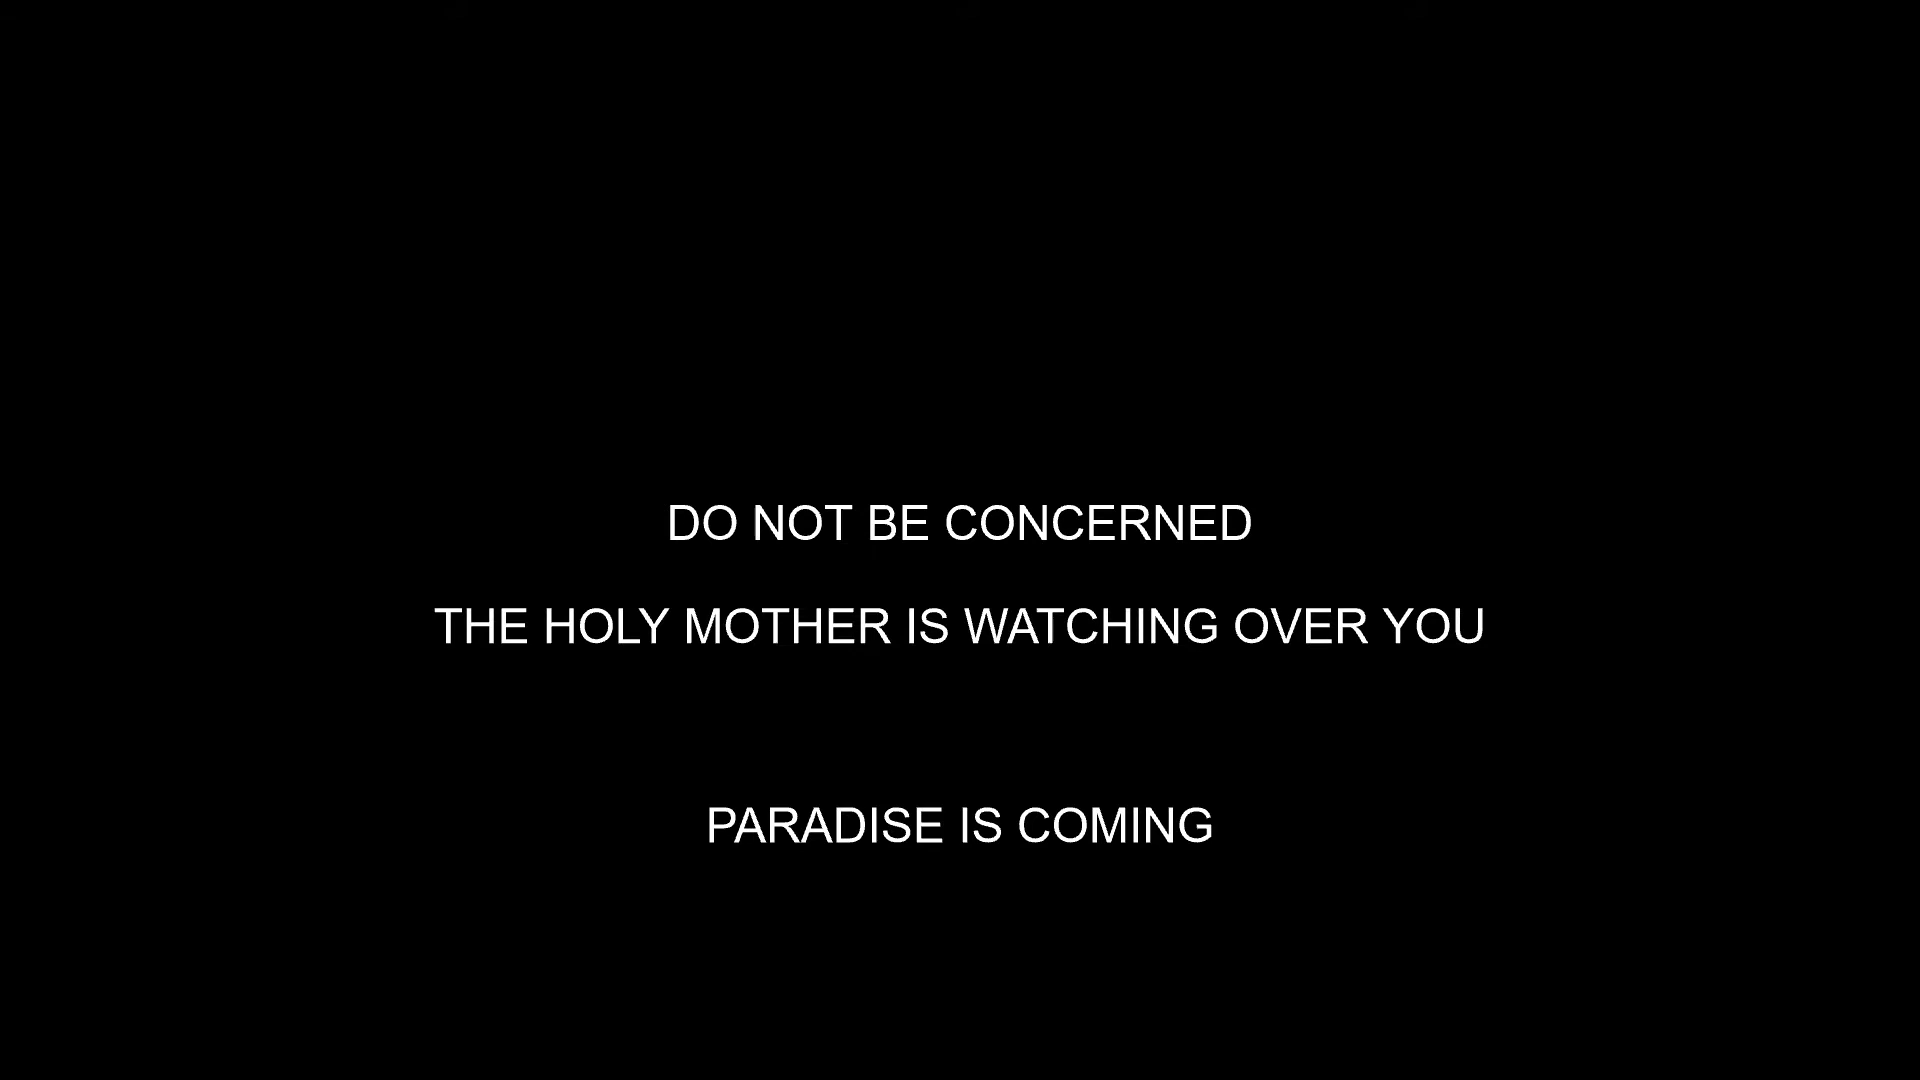 DO NOT BE CONCERNED
THE HOLY MOTHER IS WATCHING OVER YOU
PARADISE IS COMING